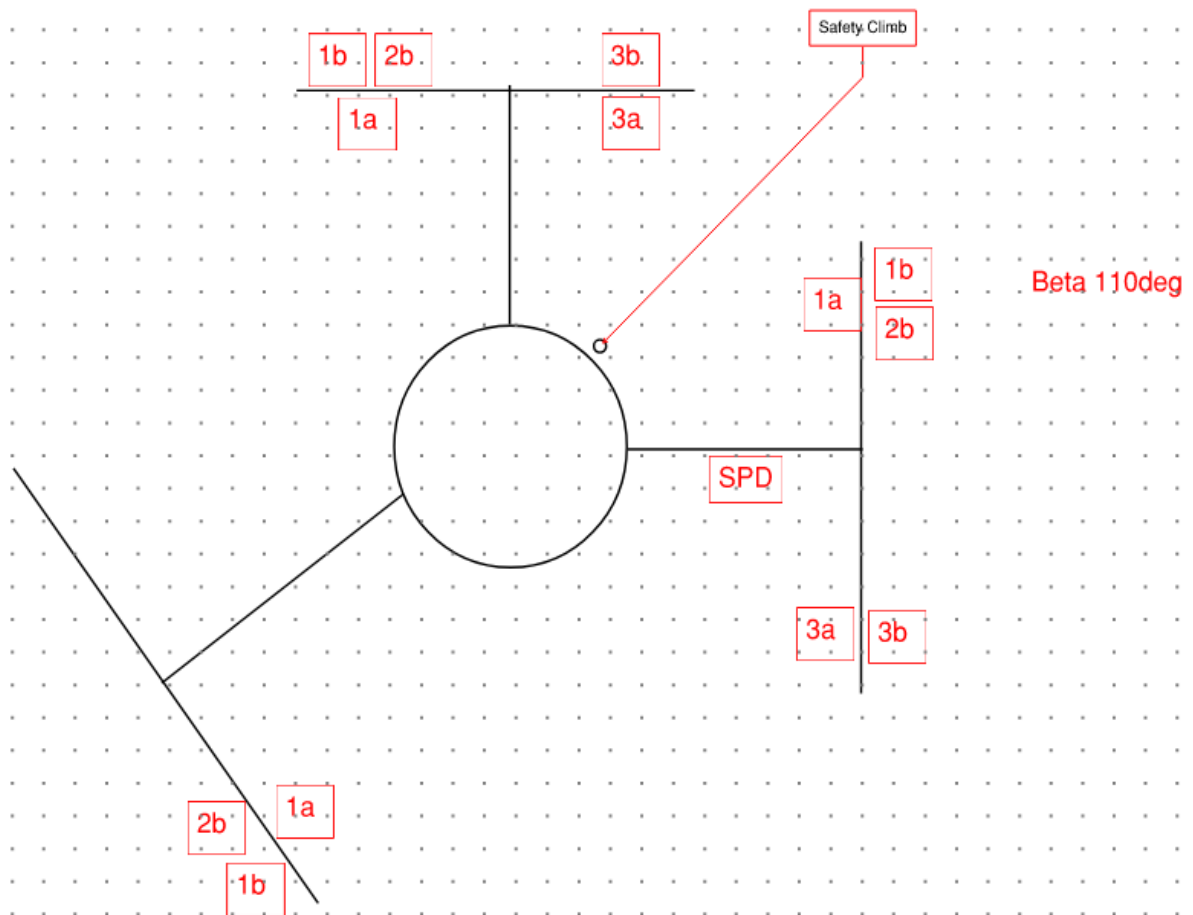 Safety Climb
1b 2b 3b
1a 3a
1b
Beta 110deg
1a
2b
SPD
3a 3b
1a
2b
1b